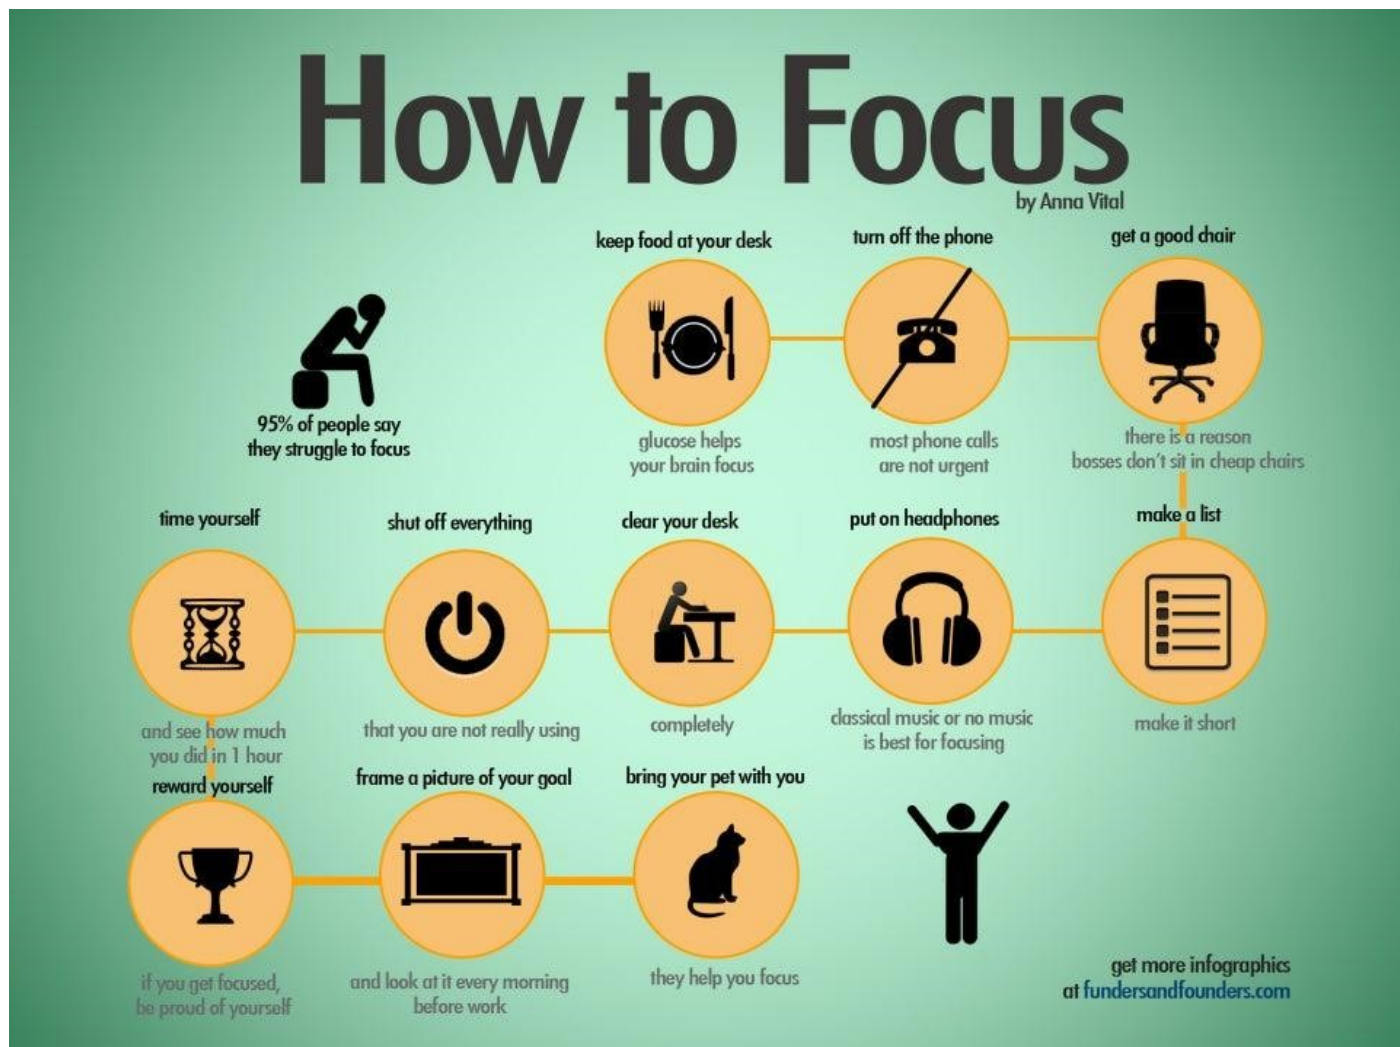 How to Focus
by Anna Vital
95% of people say
they struggle to focus
keep food at your desk
glucose helps
your brain focus
turn off the phone
most phone calls
are not urgent
get a good chair
there is a reason
bosses don't sit in cheap chairs
make a list
make it short
put on headphones
classical music or no music
is best for focusing
clear your desk
completely
shut off everything
that you are not really using
time yourself
and see how much
you did in 1 hour
reward yourself
if you get focused,
be proud of yourself
frame a picture of your goal
and look at it every morning
before work
bring your pet with you
they help you focus
get more infographics
at fundersandfounders.com